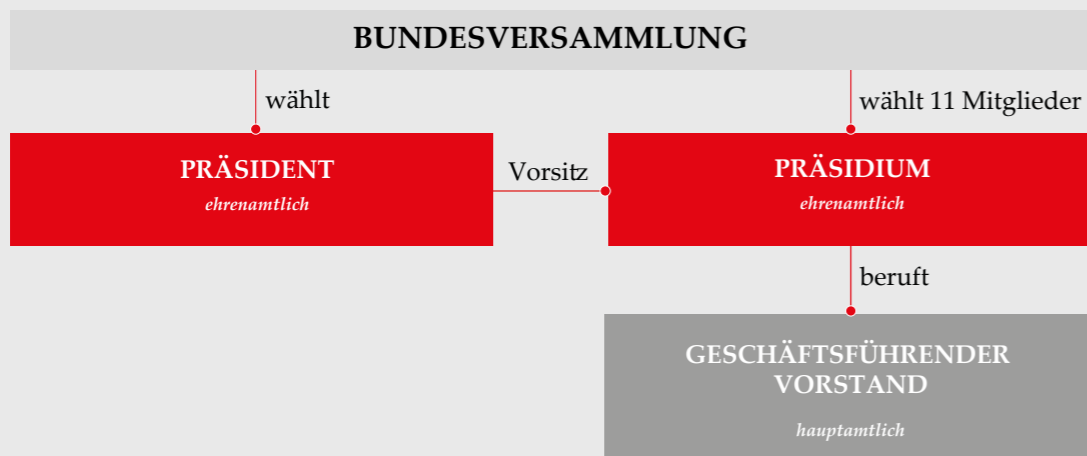 BUNDESVERSAMMLUNG
wählt
wählt 11 Mitglieder
PRÄSIDENT
ehrenamtlich
Vorsitz
PRÄSIDIUM
ehrenamtlich
beruft
GESCHÄFTSFÜHRENDER
VORSTAND
hauptamtlich